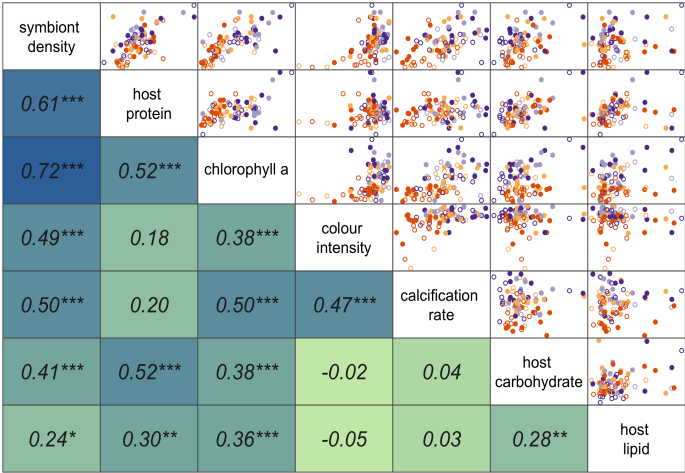 symbiont
density
0.61***
host
protein
0.72***
0.52***
chlorophyll a
0.49***
0.18
0.38***
colour
intensity
0.50***
0.20
0.50***
0.47***
calcification
rate
0.41***
0.52***
0.38***
-0.02
0.04
host
carbohydrate
0.24*
0.30**
0.36***
-0.05
0.03
0.28**
host
lipid